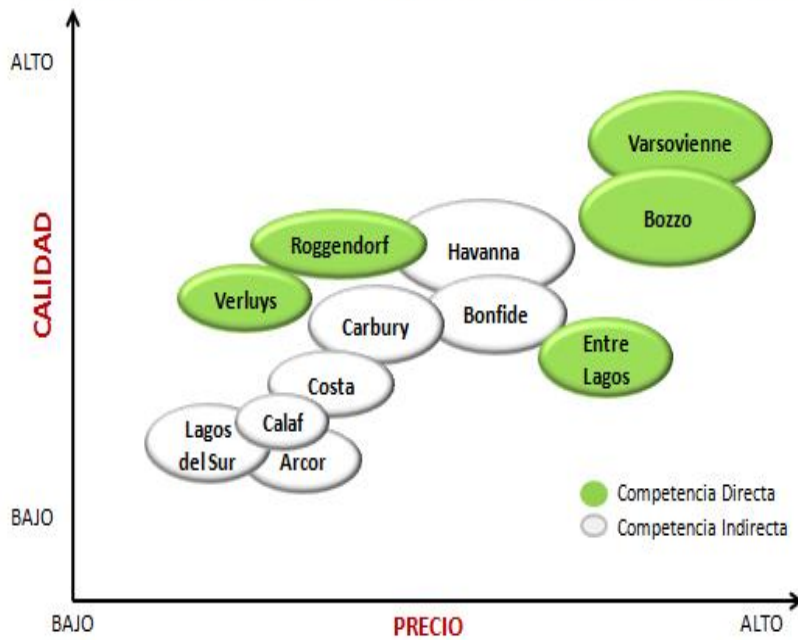 ALTO
Varsovienne
Bozzo
CALIDAD
Roggendorf
Havanna
Verluys
Carbury
Bonfide
Entre
Lagos
Costa
Calaf
Lagos
del Sur
Arcor
Competencia Directa
BAJO
Competencia Indirecta
BAJO
PRECIO
ALTO